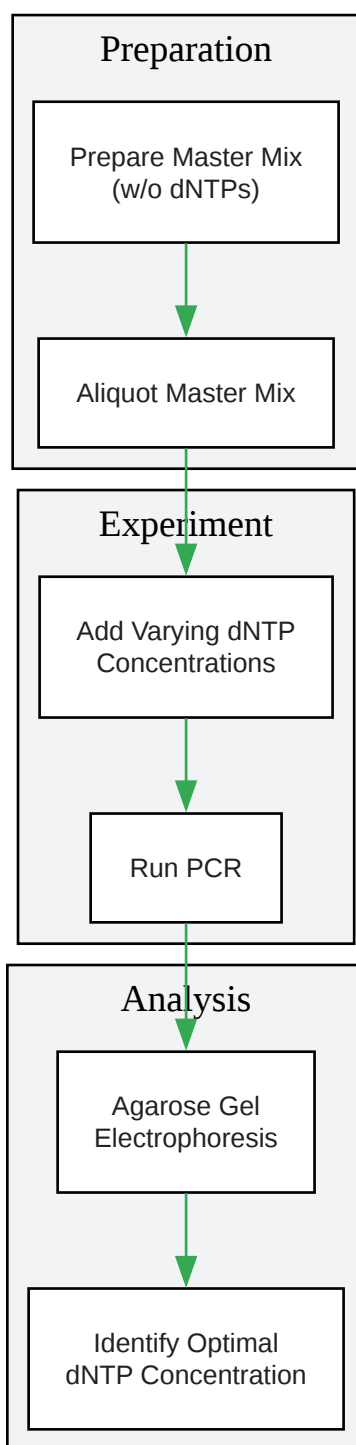 Preparation
Prepare Master Mix
(w/o dNTPs)
Aliquot Master Mix
Experiment
Add Varying dNTP
Concentrations
Run PCR
Analysis
Agarose Gel
Electrophoresis
Identify Optimal
dNTP Concentration